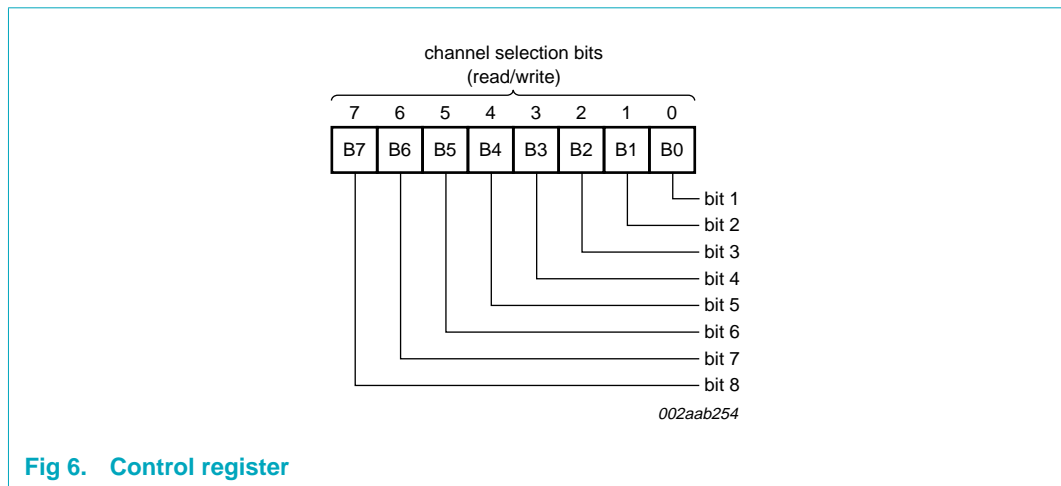 channel selection bits
(read/write)
7 6 5 4 3 2 1 0
B7 B6 B5 B4 B3 B2 B1 B0
bit 1
bit 2
bit 3
bit 4
bit 5
bit 6
bit 7
bit 8
002aab254
Fig 6. Control register